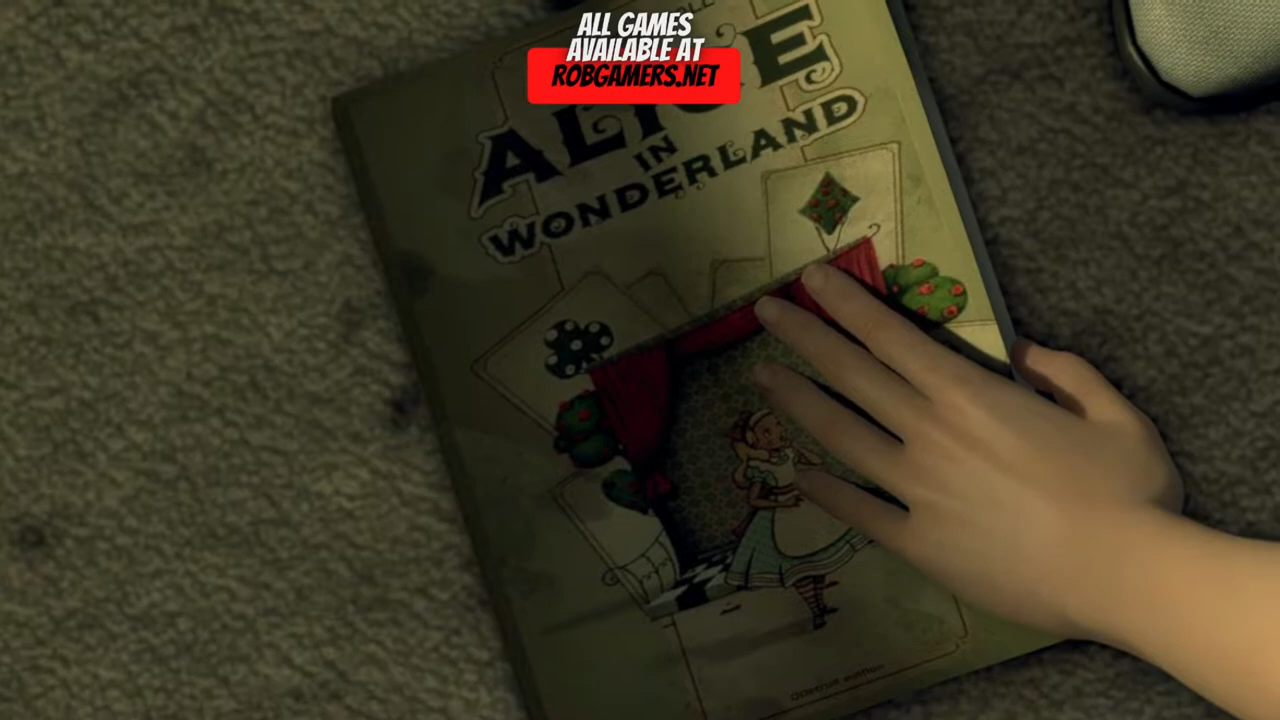 ALL GAMES
AVAILABLE AT
ROBGAMERS.NET
ALICE
IN
WONDERLAND